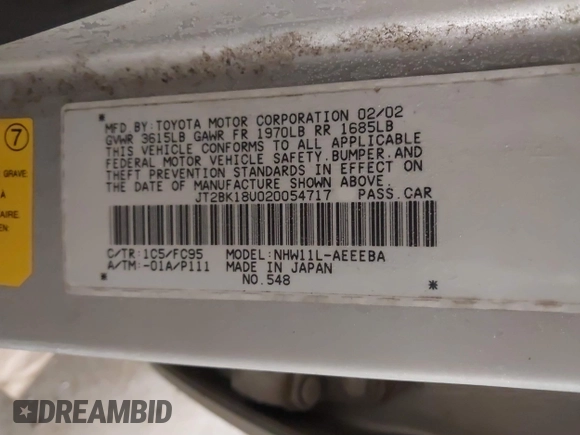 MFD BY:TOYOTA MOTOR CORPORATION 02/02
GVWR 3615LB GAWR FR 1970LB RR 1685LB
THIS VEHICLE CONFORMS TO ALL APPLICABLE
FEDERAL MOTOR VEHICLE SAFETY,BUMPER,AND
THEFT PREVENTION STANDARDS IN EFFECT ON
THE DATE OF MANUFACTURE SHOWN ABOVE.
JT2BK18U020054717 PASS.CAR
C/TR:1C5/FC95 MODEL:NHW11L-AEEEBA
A/TM:-01A/P111 MADE IN JAPAN
NO.548
7
GRAVE
AIRE
EN:
DREAMBID